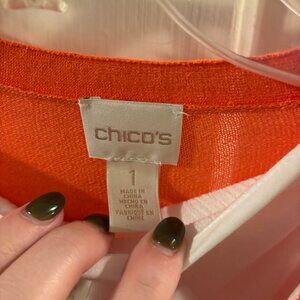 chico's
1
MADE IN
CHINA
HECHO EN
CHINA
FABRIQUÉ EN
CHINE